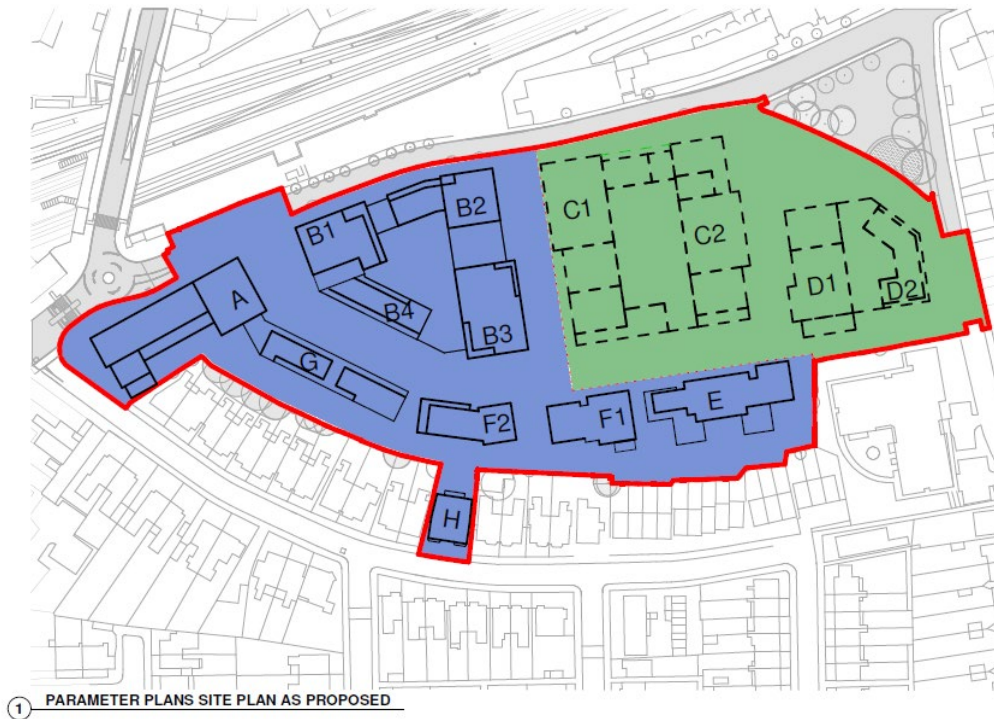 C1
C2
B2
B1
D1
D2
A
B4
B3
G
E
F2
F1
H
1 PARAMETER PLANS SITE PLAN AS PROPOSED